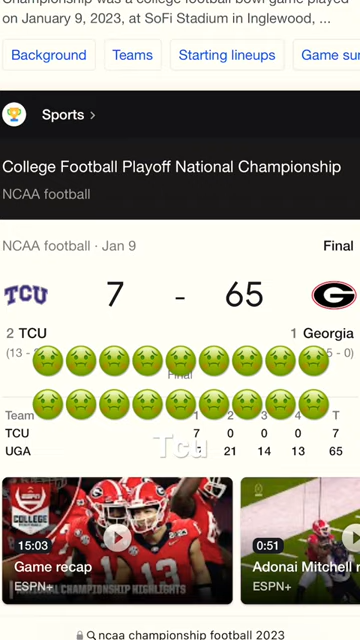 Championship was a college football bowl game played
on January 9, 2023, at SoFi Stadium in Inglewood, ...
Background
Teams
Starting lineups
Game su
Sports >
College Football Playoff National Championship
NCAA football
NCAA football · Jan 9
Final
TCU
7 - 65
G
2 TCU
1 Georgia
(13 -
- 0)
Final
Team 1 2 3 4 T
TCU 7 0 0 0 7
UGA 21 14 13 65
Tcu
ESPN
COLLEGE FOOTBALL
15:03
Game recap
ESPN+
NATIONAL CHAMPIONSHIP HIGHLIGHTS
0:51
Adonai Mitchell
ESPN+
ncaa championship football 2023